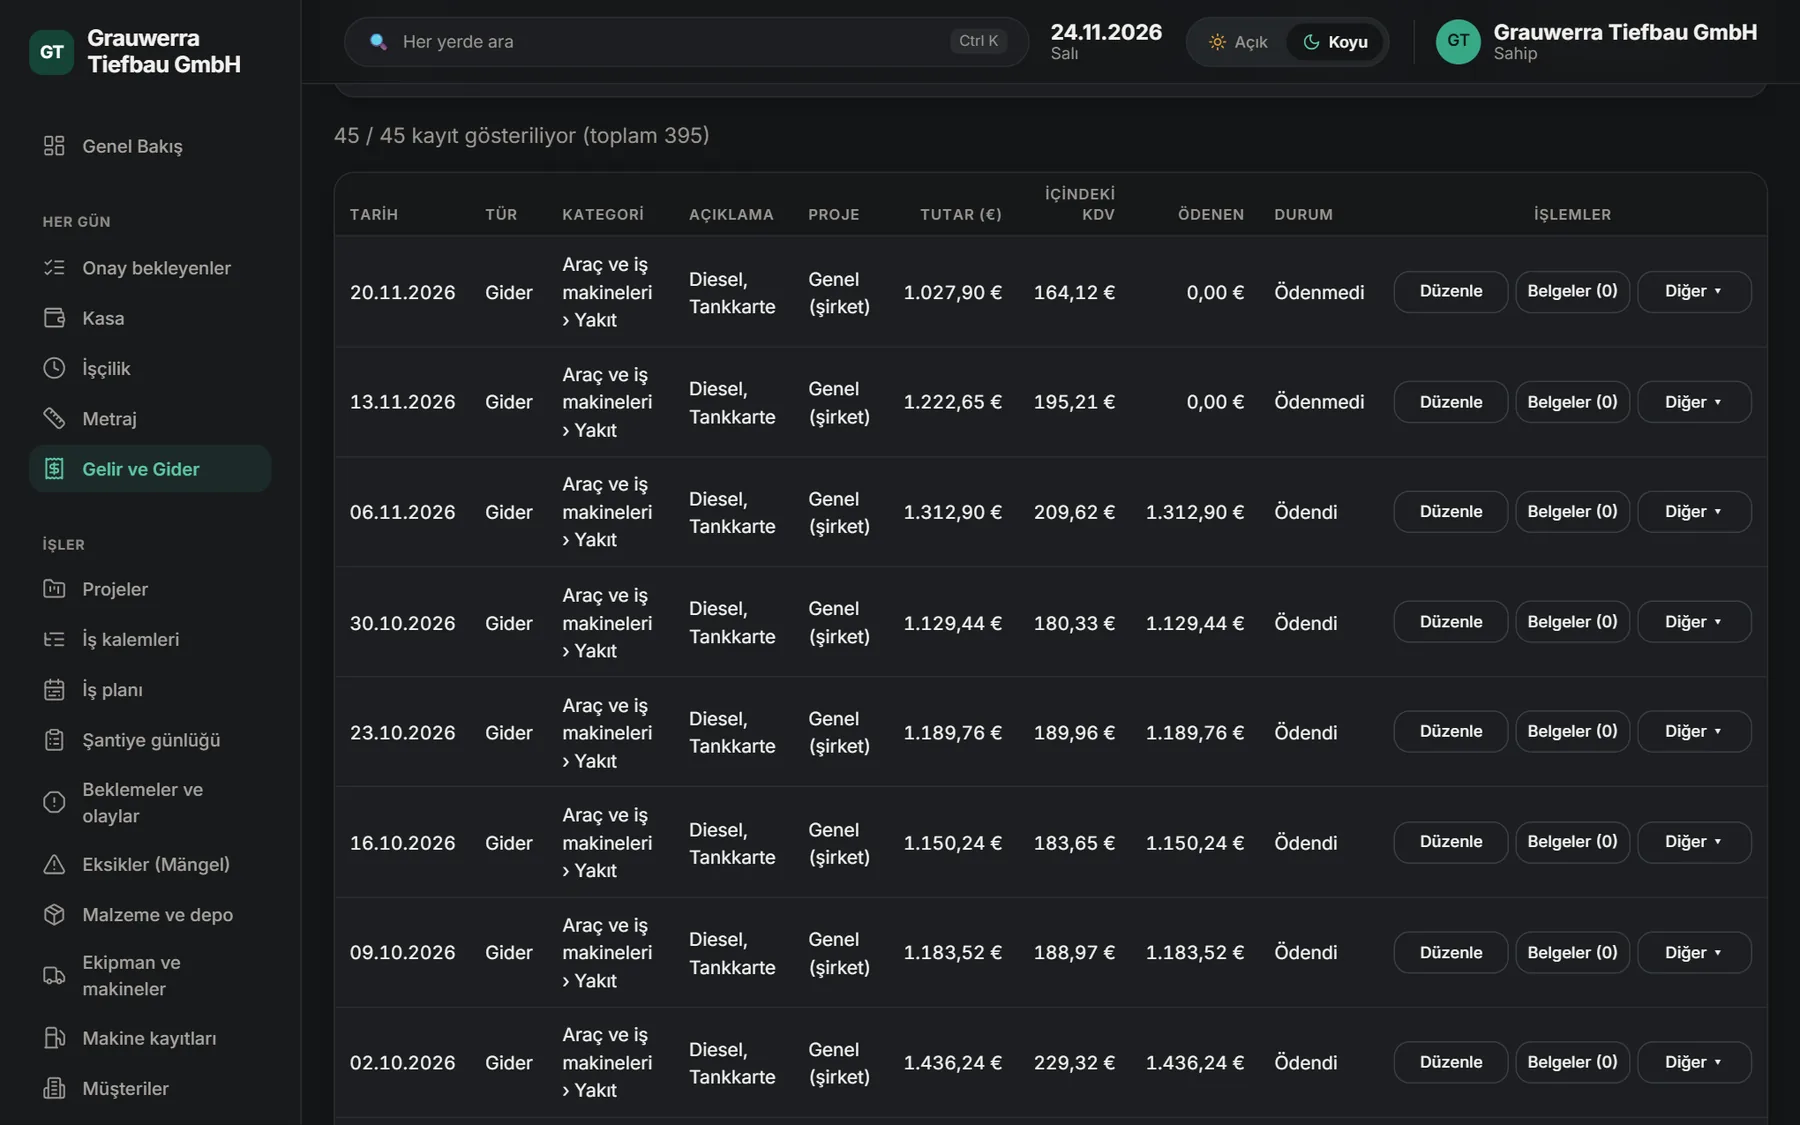 GT
Grauwerra
Tiefbau GmbH
Genel Bakış
HER GÜN
Onay bekleyenler
Kasa
İşçilik
Metraj
Gelir ve Gider
İŞLER
Projeler
İş kalemleri
İş planı
Şantiye günlüğü
Beklemeler ve
olaylar
Eksikler (Mängel)
Malzeme ve depo
Ekipman ve
makineler
Makine kayıtları
Müşteriler
Her yerde ara
Ctrl K
24.11.2026
Salı
Açık
Koyu
GT
Grauwerra Tiefbau GmbH
Sahip
45 / 45 kayıt gösteriliyor (toplam 395)
TARİH TÜR KATEGORİ AÇIKLAMA PROJE TUTAR (€) İÇİNDEKİ KDV ÖDENEN DURUM İŞLEMLER
20.11.2026 Gider Araç ve iş makineleri › Yakıt Diesel, Tankkarte Genel (şirket) 1.027,90 € 164,12 € 0,00 € Ödenmedi Düzenle Belgeler (0) Diğer ▾
13.11.2026 Gider Araç ve iş makineleri › Yakıt Diesel, Tankkarte Genel (şirket) 1.222,65 € 195,21 € 0,00 € Ödenmedi Düzenle Belgeler (0) Diğer ▾
06.11.2026 Gider Araç ve iş makineleri › Yakıt Diesel, Tankkarte Genel (şirket) 1.312,90 € 209,62 € 1.312,90 € Ödendi Düzenle Belgeler (0) Diğer ▾
30.10.2026 Gider Araç ve iş makineleri › Yakıt Diesel, Tankkarte Genel (şirket) 1.129,44 € 180,33 € 1.129,44 € Ödendi Düzenle Belgeler (0) Diğer ▾
23.10.2026 Gider Araç ve iş makineleri › Yakıt Diesel, Tankkarte Genel (şirket) 1.189,76 € 189,96 € 1.189,76 € Ödendi Düzenle Belgeler (0) Diğer ▾
16.10.2026 Gider Araç ve iş makineleri › Yakıt Diesel, Tankkarte Genel (şirket) 1.150,24 € 183,65 € 1.150,24 € Ödendi Düzenle Belgeler (0) Diğer ▾
09.10.2026 Gider Araç ve iş makineleri › Yakıt Diesel, Tankkarte Genel (şirket) 1.183,52 € 188,97 € 1.183,52 € Ödendi Düzenle Belgeler (0) Diğer ▾
02.10.2026 Gider Araç ve iş makineleri › Yakıt Diesel, Tankkarte Genel (şirket) 1.436,24 € 229,32 € 1.436,24 € Ödendi Düzenle Belgeler (0) Diğer ▾